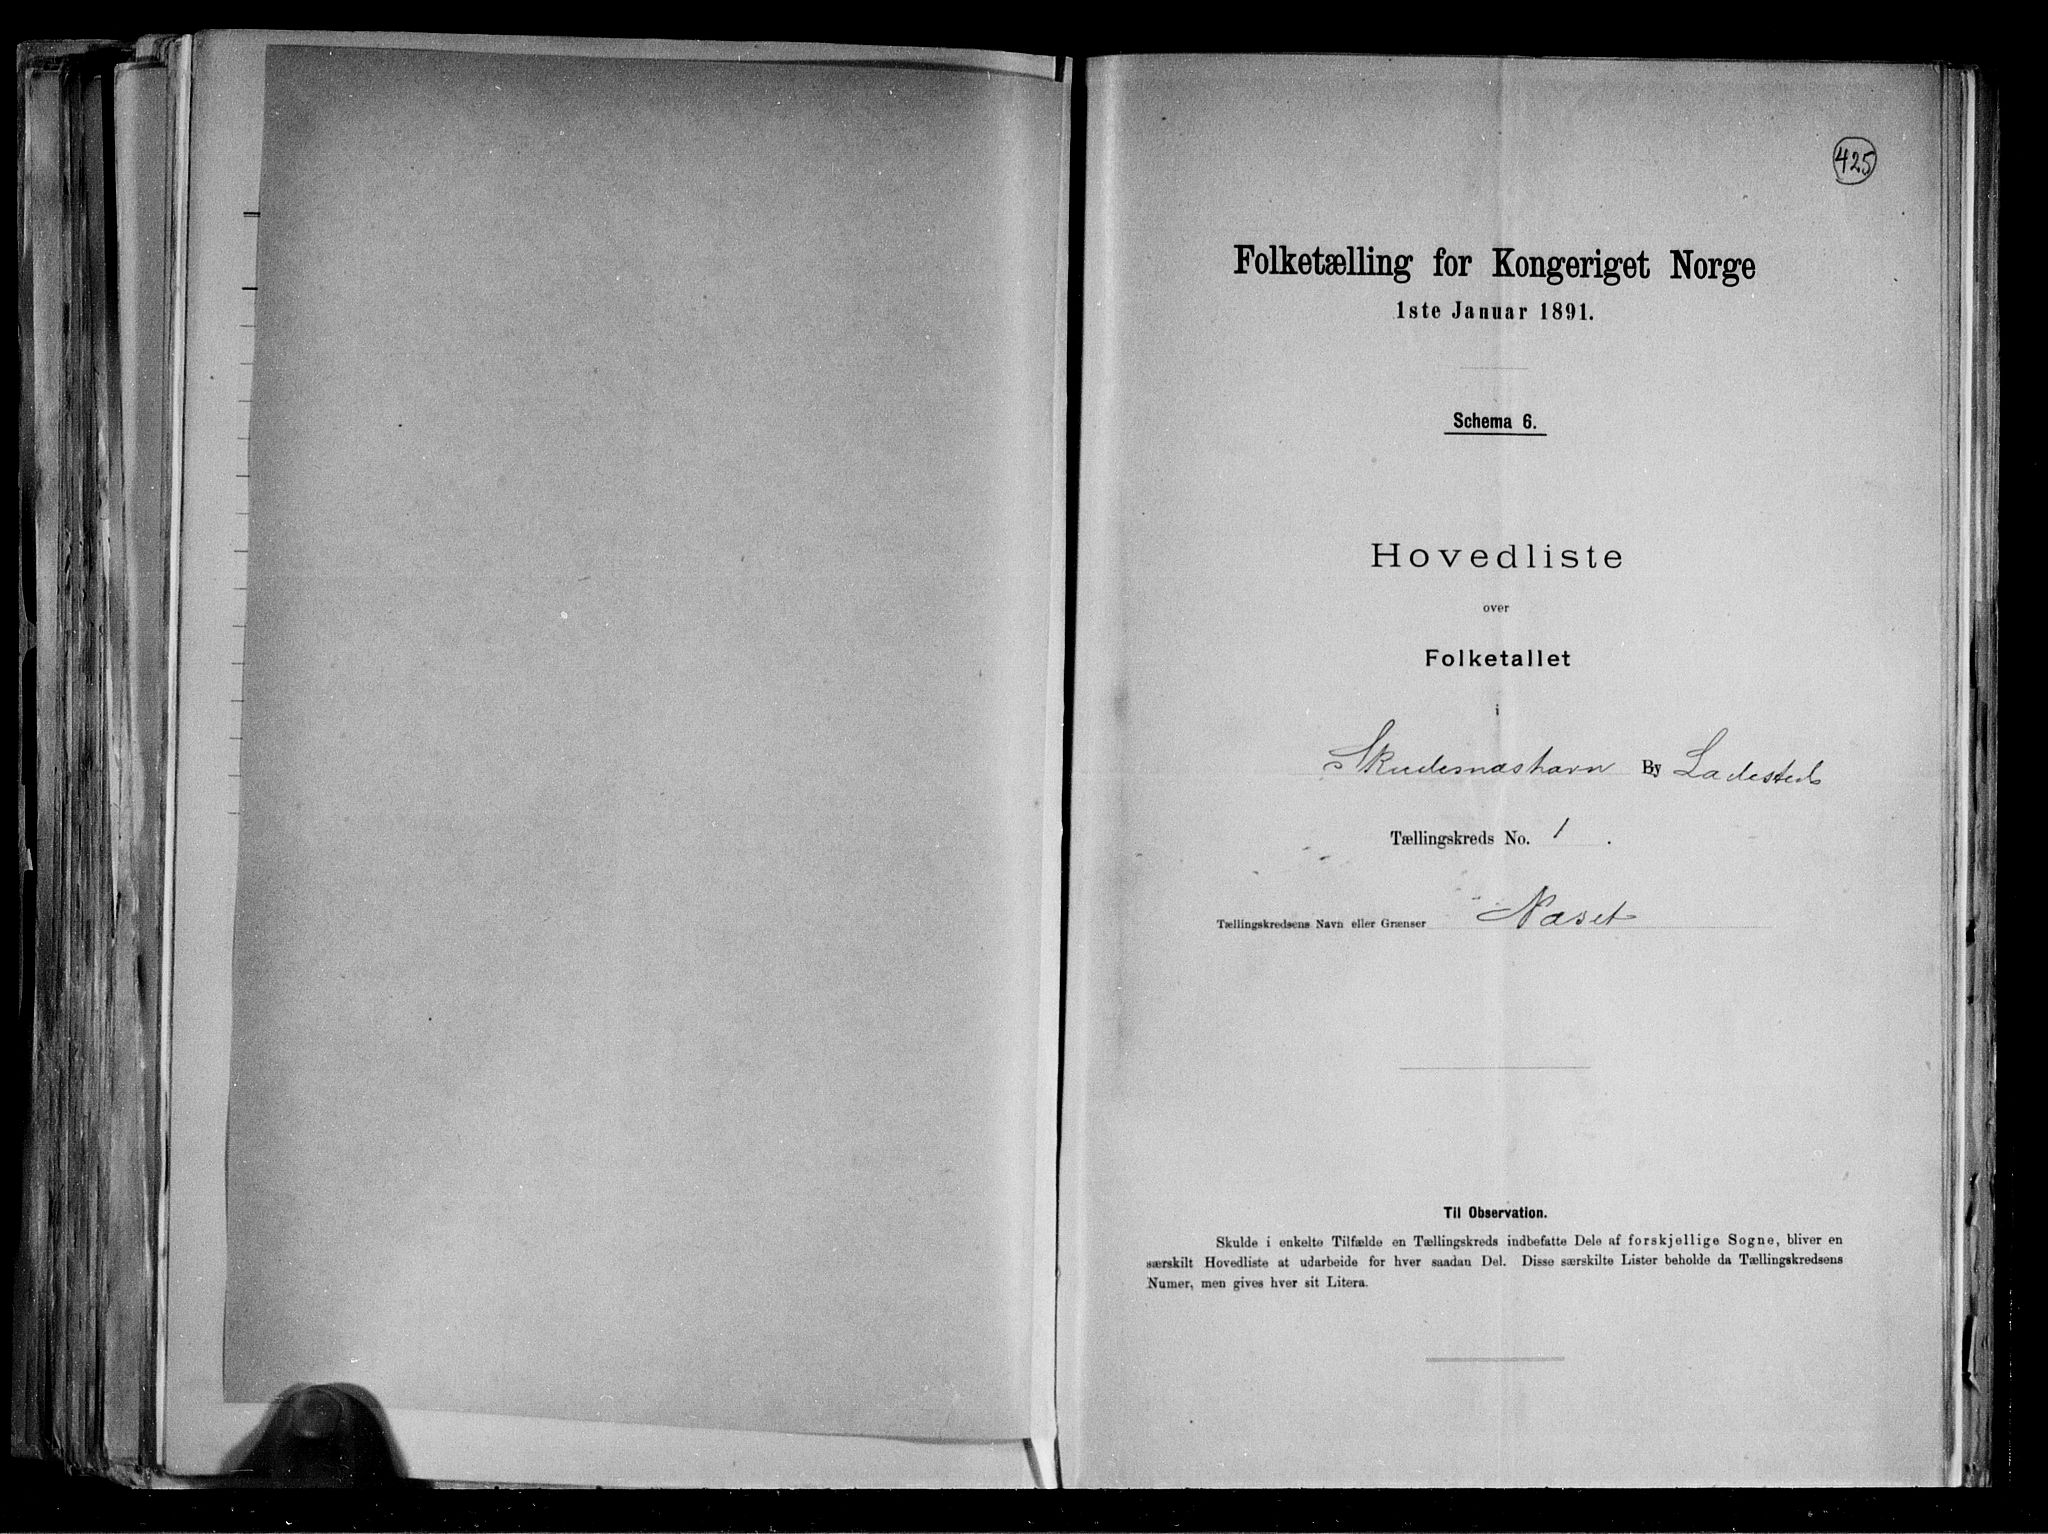 425
Folketælling for Kongeriget Norge
1ste Januar 1891.
Schema 6.
Hovedliste
over
Folketallet
i
Skudesnæshavn By Ladested
Tællingskreds No. 1.
Tællingskredsens Navn eller Grænser Næset
Til Observation.
Skulde i enkelte Tilfælde en Tællingskreds indbefatte Dele af forskjellige Sogne, bliver en
særskilt Hovedliste at udarbeide for hver saadan Del. Disse særskilte Lister beholde da Tællingskredsens
Numer, men gives hver sit Litera.